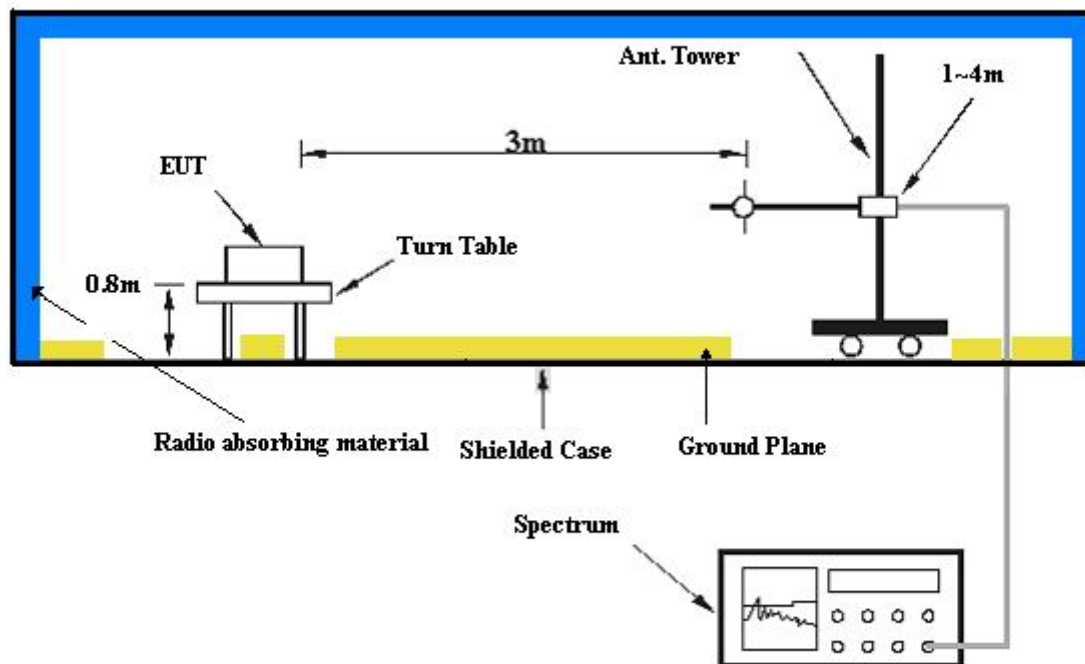 Ant. Tower
1~4m
3m
EUT
Turn Table
0.8m
Radio absorbing material
Shielded Case
Ground Plane
Spectrum